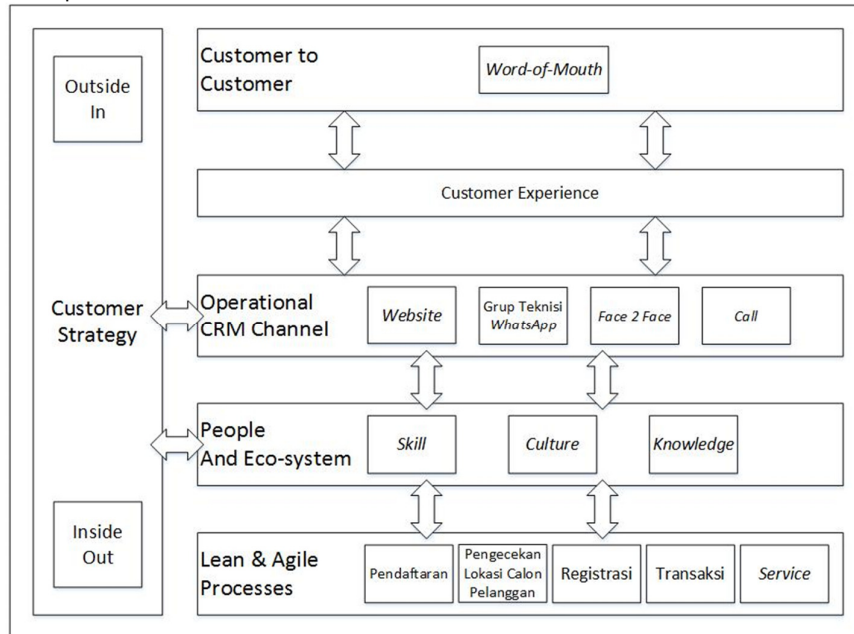 Outside
In
Customer
Strategy
Inside
Out
Customer to
Customer
Word-of-Mouth
Customer Experience
Operational
CRM Channel
Website
Grup Teknisi
WhatsApp
Face 2 Face
Call
People
And Eco-system
Skill
Culture
Knowledge
Lean & Agile
Processes
Pendaftaran
Pengecekan
Lokasi Calon
Pelanggan
Registrasi
Transaksi
Service